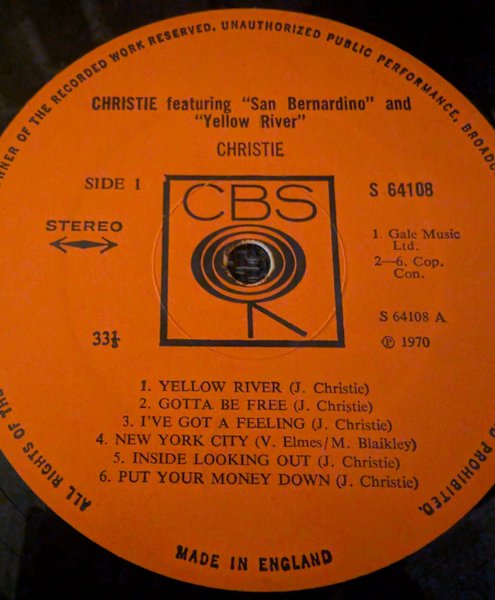 OWNER OF THE RECORDED WORK RESERVED. UNAUTHORIZED PUBLIC PERFORMANCE, BROADC
CHRISTIE featuring "San Bernardino" and
"Yellow River"
CHRISTIE
SIDE 1
CBS
S 64108
STEREO
1 Gale Music
Ltd.
2—6. Cop.
Con.
S 64108 A
33⅓
℗ 1970
1. YELLOW RIVER (J. Christie)
2. GOTTA BE FREE (J. Christie)
3. I'VE GOT A FEELING (J. Christie)
4. NEW YORK CITY (V. Elmes/M. Blaikley)
5. INSIDE LOOKING OUT (J. Christie)
6. PUT YOUR MONEY DOWN (J. Christie)
ALL RIGHTS OF THE
PROHIBITED.
MADE IN ENGLAND